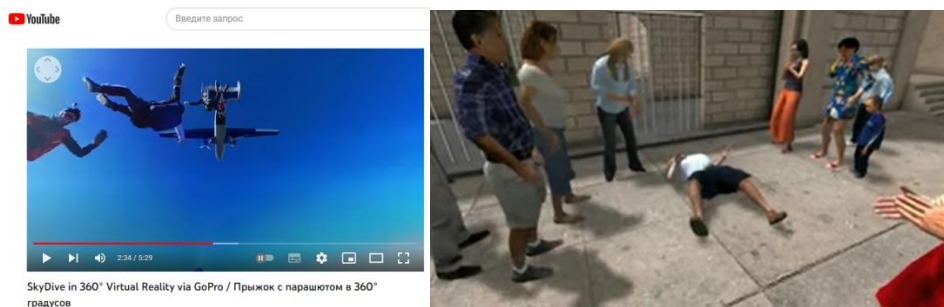 YouTube
Введите запрос
2:34 / 5:29
SkyDive in 360° Virtual Reality via GoPro / Прыжок с парашютом в 360°
градусов